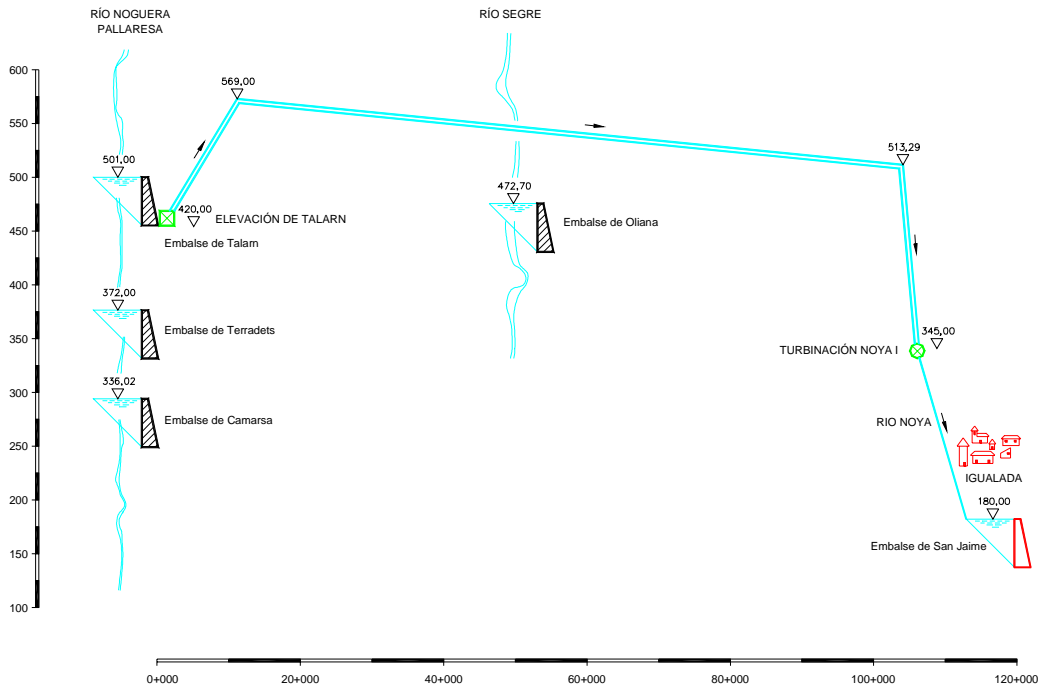 RÍO NOGUERA
PALLARESA
RÍO SEGRE
600
550
500
450
400
350
300
250
200
150
100
569,00
501,00
513,29
472,70
420,00
ELEVACIÓN DE TALARN
Embalse de Talarn
Embalse de Oliana
372,00
Embalse de Terradets
345,00
TURBINACIÓN NOYA I
336,02
Embalse de Camarsa
RIO NOYA
IGUALADA
180,00
Embalse de San Jaime
0+000
20+000
40+000
60+000
80+000
100+000
120+000